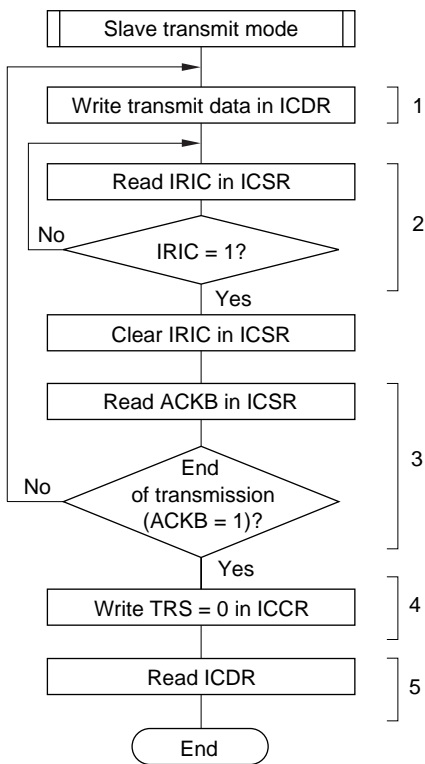 Slave transmit mode
Write transmit data in ICDR
1
Read IRIC in ICSR
2
No
IRIC = 1?
Yes
Clear IRIC in ICSR
Read ACKB in ICSR
3
End
No
of transmission
(ACKB = 1)?
Yes
Write TRS = 0 in ICCR
4
Read ICDR
5
End